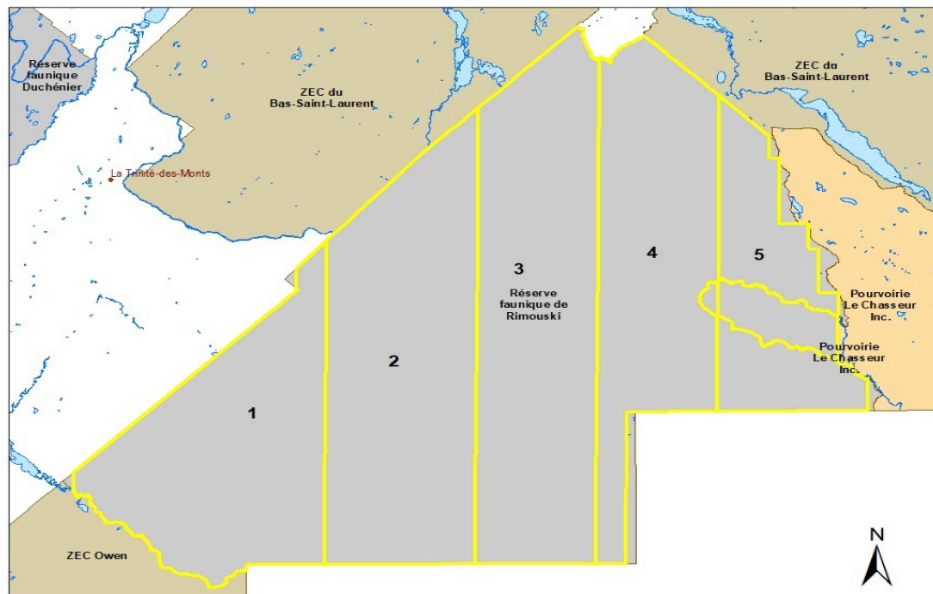 Réserve
faunique
Duchénier
ZEC du
Bas-Saint-Laurent
ZEC du
Bas-Saint-Laurent
La Trinité-des-Monts
3
4
5
Réserve
faunique de
Rimouski
Pourvoirie
Le Chasseur
Inc.
Pourvoirie
Le Chasseur
Inc.
2
1
ZEC Owen
N